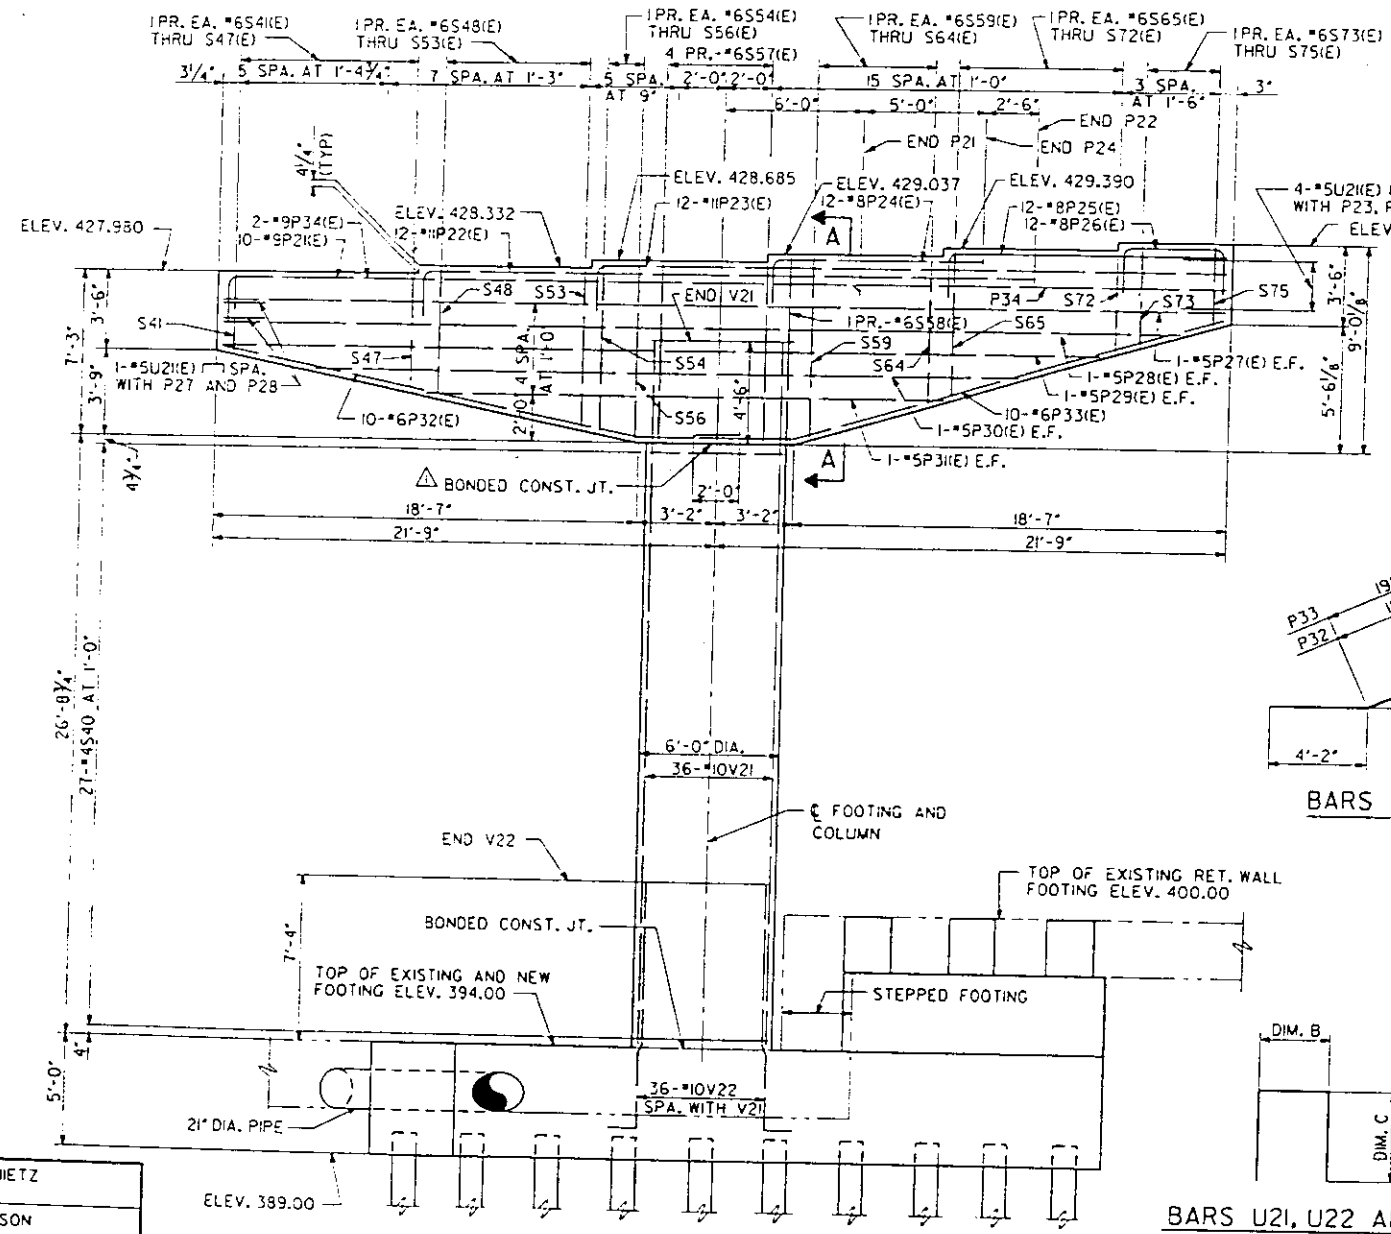 1 PR. EA. #6S41(E)
THRU S47(E)
1 PR. EA. #6S48(E)
THRU S53(E)
1 PR. EA. #6S54(E)
THRU S56(E)
4 PR.-#6S57(E)
1 PR. EA. #6S59(E)
THRU S64(E)
1 PR. EA. #6S65(E)
THRU S72(E)
1 PR. EA. #6S73(E)
THRU S75(E)
3¼"
5 SPA. AT 1'-4¾"
7 SPA. AT 1'-3"
5 SPA.
AT 9"
2'-0"
2'-0"
15 SPA. AT 1'-0"
3 SPA.
AT 1'-6"
3"
6'-0"
5'-0"
2'-6"
END P22
END P21
END P24
4¼"
(TYP)
ELEV. 428.685
ELEV. 429.037
ELEV. 429.390
4-#5U21(E)
WITH P23,
ELEV
ELEV. 427.980
2-#9P34(E)
10-#9P21(E)
ELEV. 428.332
12-#11P22(E)
12-#11P23(E)
12-#8P24(E)
12-#8P25(E)
12-#8P26(E)
A
S48
S53
END V21
P34
S72
S73
S75
S41
1 PR.-#6S58(E)
S65
S47
4 SPA.
AT 1'-0"
S54
S59
S64
1-#5P27(E) E.F.
1-#5U21(E)
SPA.
WITH P27 AND P28
1-#5P28(E) E.F.
1-#5P29(E) E.F.
10-#6P32(E)
2'-10"
S56
4'-6"
10-#6P33(E)
1-#5P30(E) E.F.
1-#5P31(E) E.F.
A
7'-3"
3'-6"
3'-9"
4¾"
3'-6"
9'-0⅛"
5'-6⅛"
1 BONDED CONST. JT.
2'-0"
18'-7"
3'-2"
3'-2"
18'-7"
21'-9"
21'-9"
26'-8¾"
27-#4S40 AT 1'-0"
P33
P32
4'-2"
BARS
6'-0" DIA.
36-#10V21
℄ FOOTING AND
COLUMN
END V22
TOP OF EXISTING RET. WALL
FOOTING ELEV. 400.00
7'-4"
BONDED CONST. JT.
TOP OF EXISTING AND NEW
FOOTING ELEV. 394.00
STEPPED FOOTING
4"
5'-0"
36-#10V22
SPA. WITH V21
21" DIA. PIPE
DIM. B
DIM. C
ELEV. 389.00
IETZ
SON
BARS U21, U22